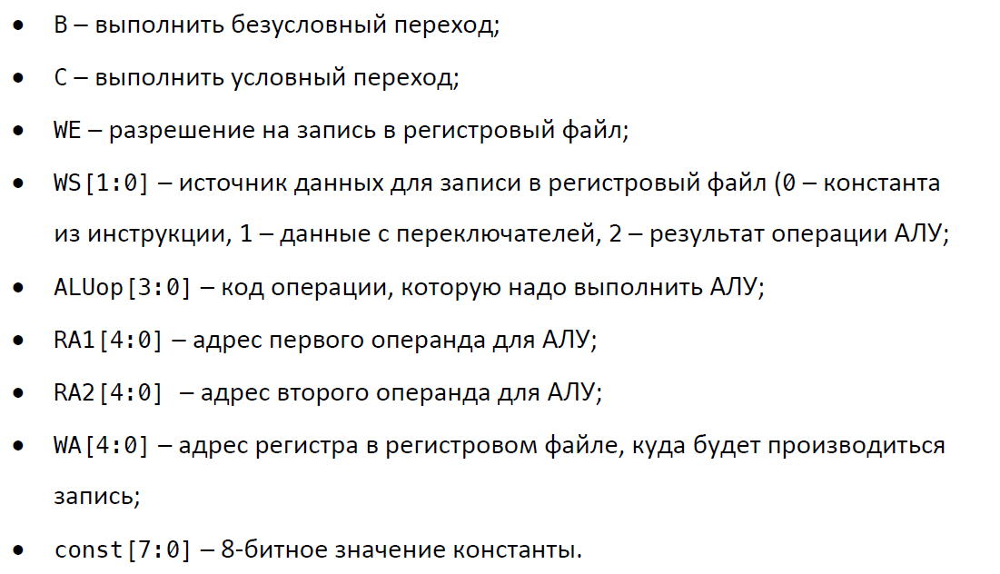 • B – выполнить безусловный переход;
• C – выполнить условный переход;
• WE – разрешение на запись в регистровый файл;
• WS[1:0] – источник данных для записи в регистровый файл (0 – константа
из инструкции, 1 – данные с переключателей, 2 – результат операции АЛУ;
• ALUop[3:0] – код операции, которую надо выполнить АЛУ;
• RA1[4:0] – адрес первого операнда для АЛУ;
• RA2[4:0] – адрес второго операнда для АЛУ;
• WA[4:0] – адрес регистра в регистровом файле, куда будет производиться
запись;
• const[7:0] – 8-битное значение константы.